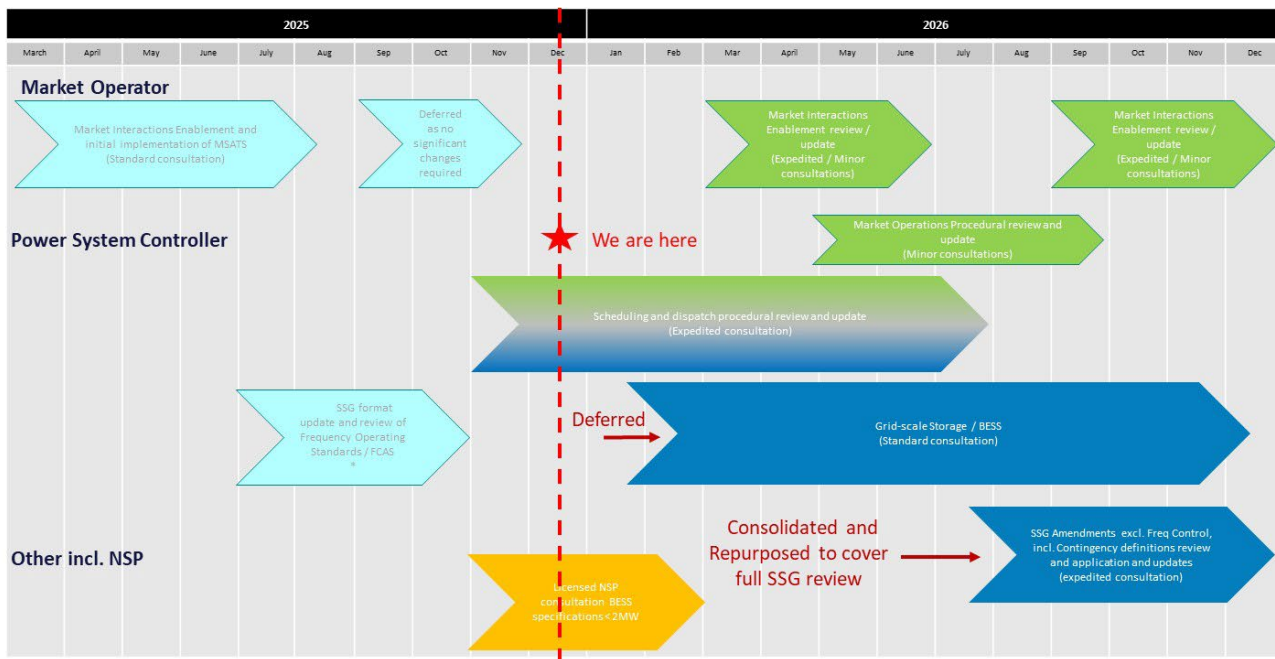 2025
2026
March
April
May
June
July
Aug
Sep
Oct
Nov
Dec
Jan
Feb
Mar
April
May
June
July
Aug
Sep
Oct
Nov
Dec
Market Operator
Market Interactions Enablement and
initial implementation of MSATS
(Standard consultation)
Deferred
as no
significant
changes
required
Market Interactions
Enablement review /
update
(Expedited / Minor
consultations)
Market Interactions
Enablement review /
update
(Expedited / Minor
consultations)
Power System Controller
We are here
Market Operations Procedural review and
update
(Minor consultations)
Scheduling and dispatch procedural review and update
(Expedited consultation)
SSG format
update and review of
Frequency Operating
Standards / FCAS
*
Deferred
Grid-scale Storage / BESS
(Standard consultation)
Other incl. NSP
Consolidated and
Repurposed to cover
full SSG review
SSG Amendments excl. Freq Control,
incl. Contingency definitions review
and application and updates
(expedited consultation)
Licensed NSP
consultation BESS
specifications < 2MW